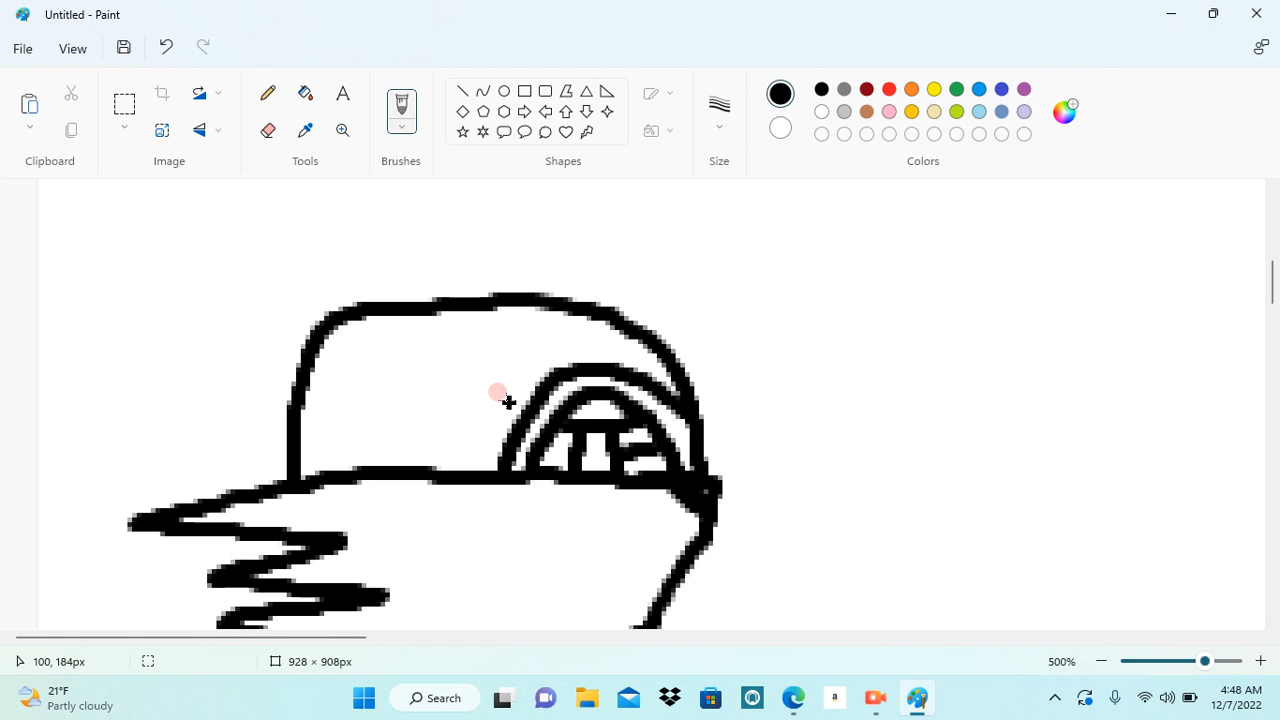 Untitled - Paint
File View
A
Clipboard Image Tools Brushes Shapes Size Colors
100, 184px 928 × 908px 500%
21°F
Partly cloudy
Search
a
4:48 AM
12/7/2022